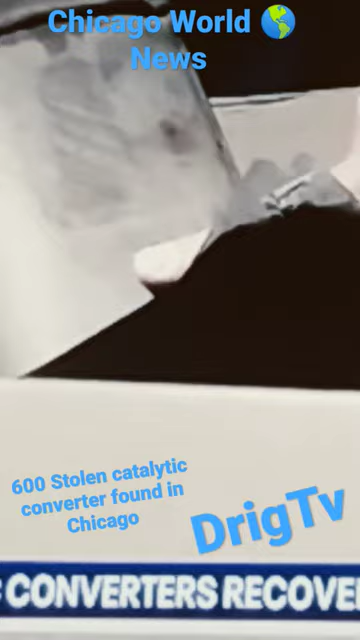 Chicago World 🌎
News
600 Stolen catalytic
converter found in
Chicago
DrigTv
CONVERTERS RECOVE